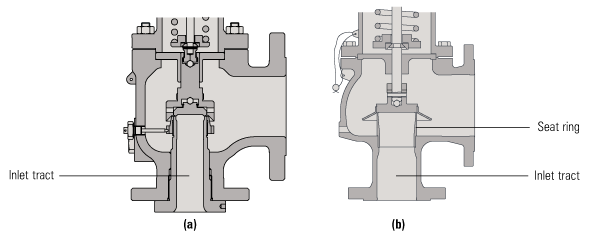 Seat ring
Inlet tract
Inlet tract
(a)
(b)